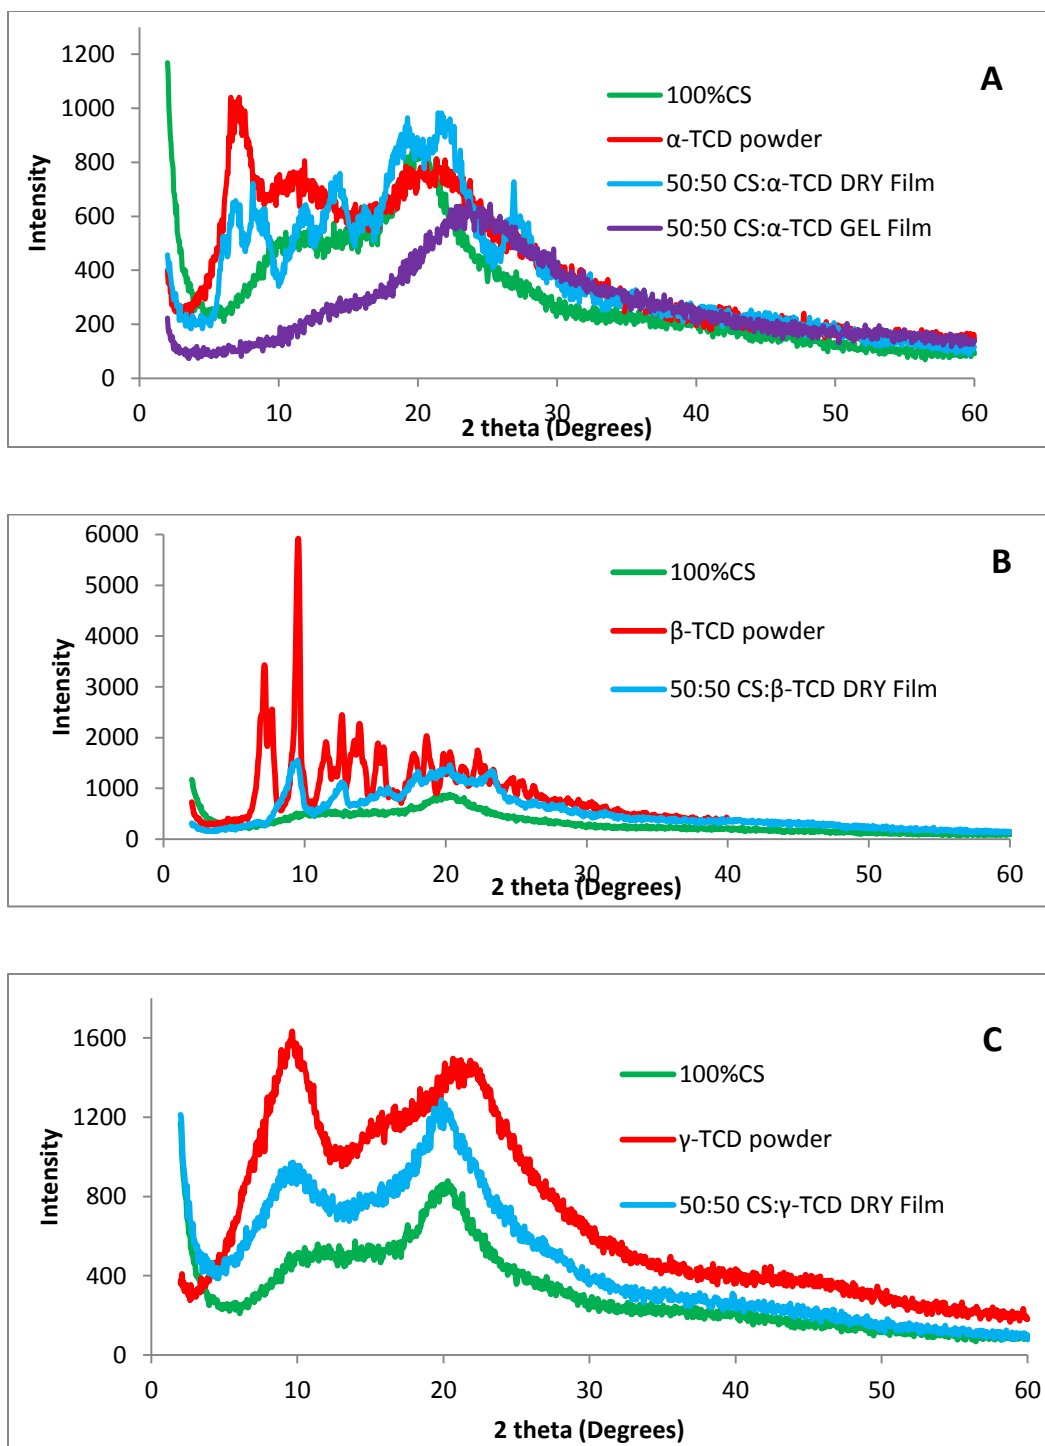 A
1200
1000
800
600
400
200
0
Intensity
100%CS
α-TCD powder
50:50 CS:α-TCD DRY Film
50:50 CS:α-TCD GEL Film
0 10 20 30 40 50 60
2 theta (Degrees)
B
6000
5000
4000
3000
2000
1000
0
Intensity
100%CS
β-TCD powder
50:50 CS:β-TCD DRY Film
0 10 20 30 40 50 60
2 theta (Degrees)
C
1600
1200
800
400
0
Intensity
100%CS
γ-TCD powder
50:50 CS:γ-TCD DRY Film
0 10 20 30 40 50 60
2 theta (Degrees)